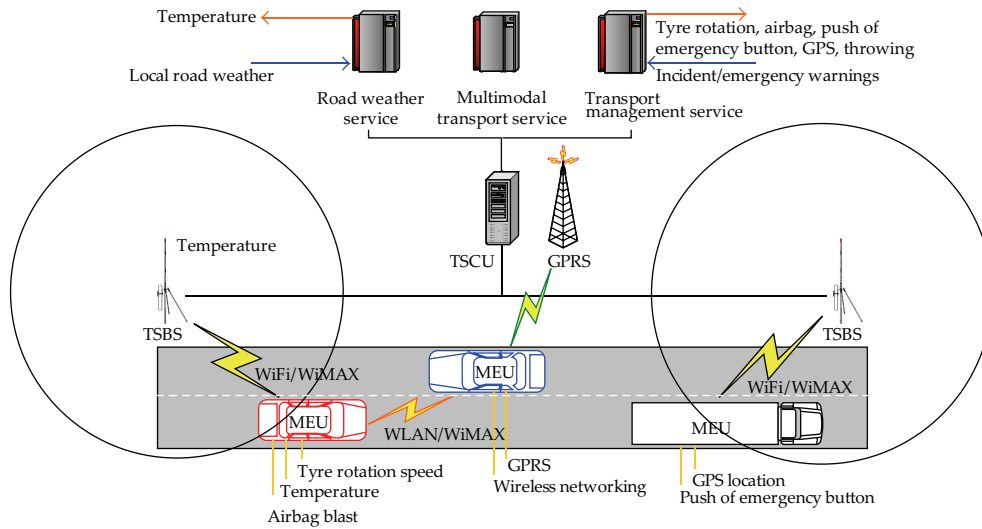 Temperature
Local road weather
Road weather
service
Multimodal
transport service
Transport
management service
Tyre rotation, airbag, push of
emergency button, GPS, throwing
Incident/emergency warnings
Temperature
TSCU
GPRS
TSBS
TSBS
WiFi/WiMAX
MEU
WiFi/WiMAX
MEU
WLAN/WiMAX
MEU
Tyre rotation speed
Temperature
Airbag blast
GPRS
Wireless networking
GPS location
Push of emergency button